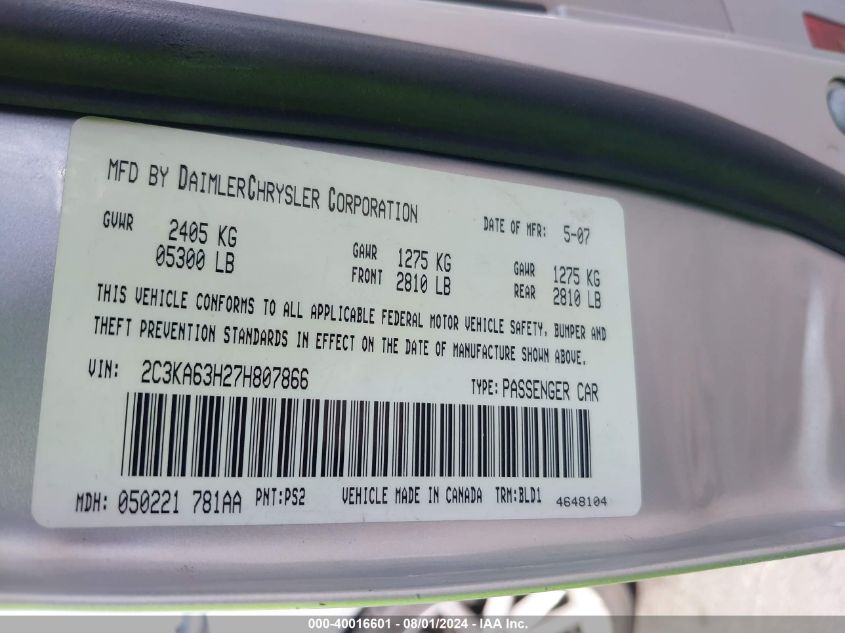 MFD BY DAIMLERCHRYSLER CORPORATION
DATE OF MFR: 5-07
GVWR 2405 KG
05300 LB
GAWR FRONT 1275 KG
2810 LB
GAWR REAR 1275 KG
2810 LB
THIS VEHICLE CONFORMS TO ALL APPLICABLE FEDERAL MOTOR VEHICLE SAFETY, BUMPER AND
THEFT PREVENTION STANDARDS IN EFFECT ON THE DATE OF MANUFACTURE SHOWN ABOVE.
VIN: 2C3KA63H27H807866
TYPE: PASSENGER CAR
MDH: 050221 781AA PNT:PS2 VEHICLE MADE IN CANADA TRM:BLD1 4648104
000-40016601 - 08/01/2024 - IAA Inc.